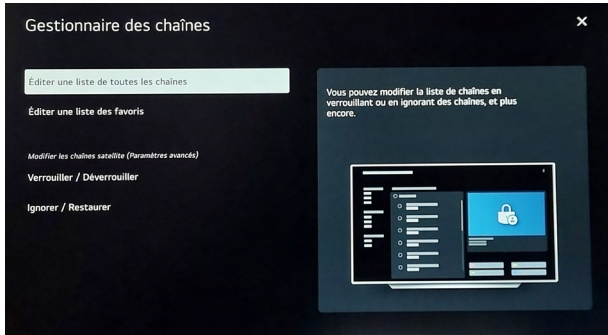 Gestionnaire des chaînes
×
Éditer une liste de toutes les chaînes
Éditer une liste des favoris
Modifier les chaînes satellite (Paramètres avancés)
Verrouiller / Déverrouiller
Ignorer / Restaurer
Vous pouvez modifier la liste de chaînes en
verrouillant ou en ignorant des chaînes, et plus
encore.